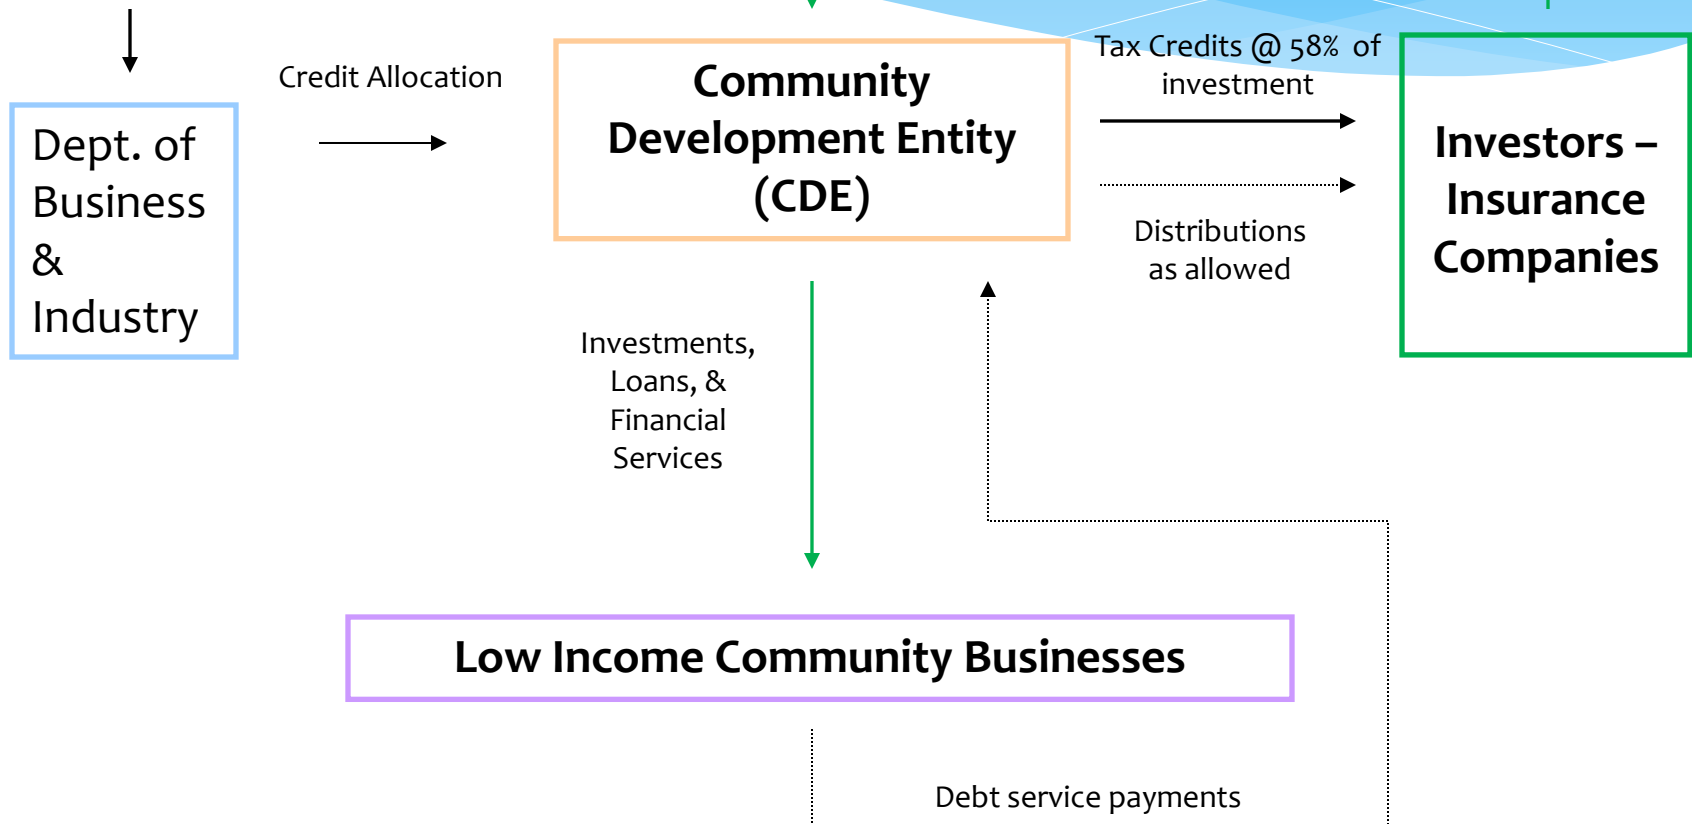 Dept. of
Business
&
Industry
Credit Allocation
Community
Development Entity
(CDE)
Tax Credits @ 58% of
investment
Distributions
as allowed
Investors –
Insurance
Companies
Investments,
Loans, &
Financial
Services
Low Income Community Businesses
Debt service payments